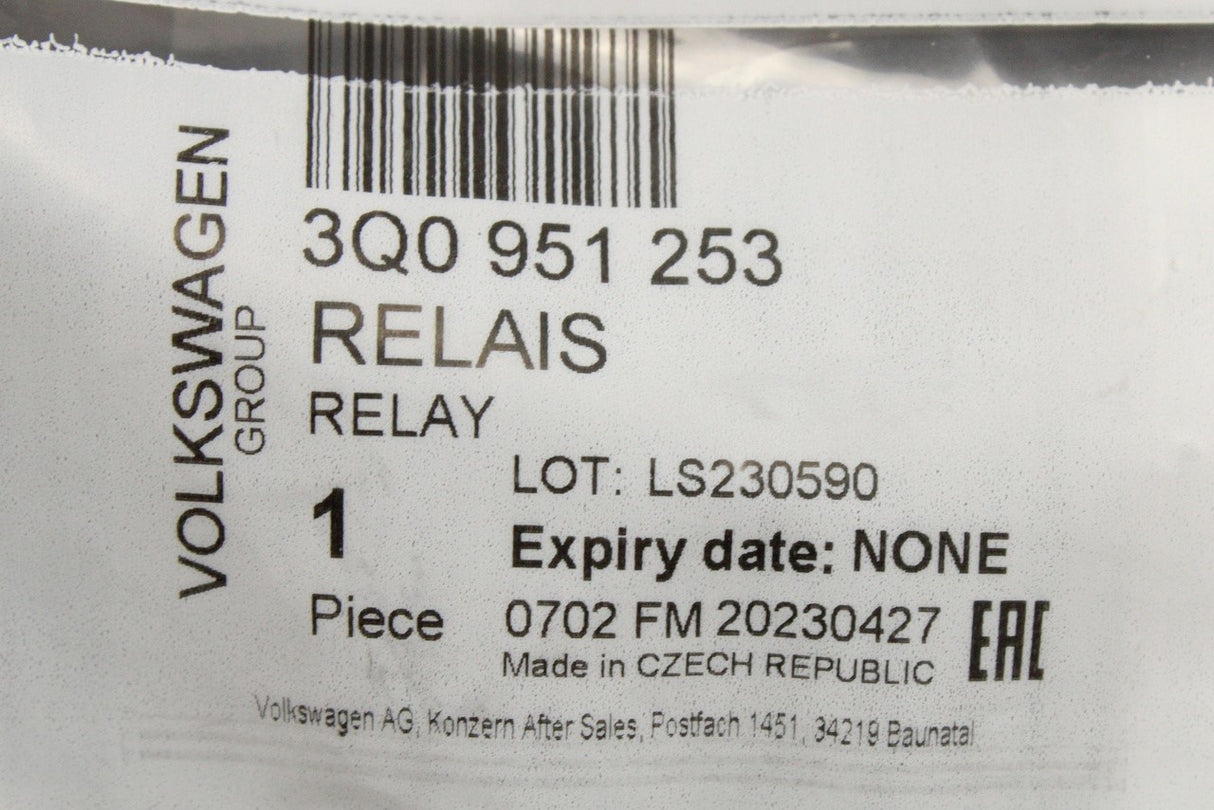 VOLKSWAGEN
GROUP
3Q0 951 253
RELAIS
RELAY
LOT: LS230590
1
Expiry date: NONE
Piece
0702 FM 20230427
EAC
Made in CZECH REPUBLIC
Volkswagen AG, Konzern After Sales, Postfach 1451, 34219 Baunatal